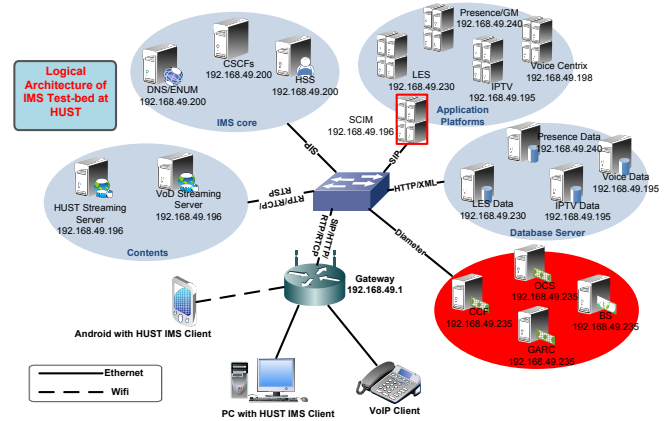 Logical
Architecture of
IMS Test-bed at
HUST
CSCFs
192.168.49.200
DNS/ENUM
192.168.49.200
HSS
192.168.49.200
IMS core
Presence/GM
192.168.49.240
Voice Centrix
192.168.49.198
LES
192.168.49.230
IPTV
192.168.49.195
Application
Platforms
SCIM
192.168.49.196
SIP
SIP
HTTP/XML
RTP/RTCP/
RTSP
SIP/HTTP/
RTP/RTCP
Diameter
HUST Streaming
Server
192.168.49.196
VoD Streaming
Server
192.168.49.196
Contents
Presence Data
192.168.49.240
Voice Data
192.168.49.195
LES Data
192.168.49.230
IPTV Data
192.168.49.195
Database Server
Gateway
192.168.49.1
OCS
192.168.49.235
CCF
192.168.49.235
BS
192.168.49.235
GARC
192.168.49.235
Android with HUST IMS Client
PC with HUST IMS Client
VoIP Client
Ethernet
Wifi